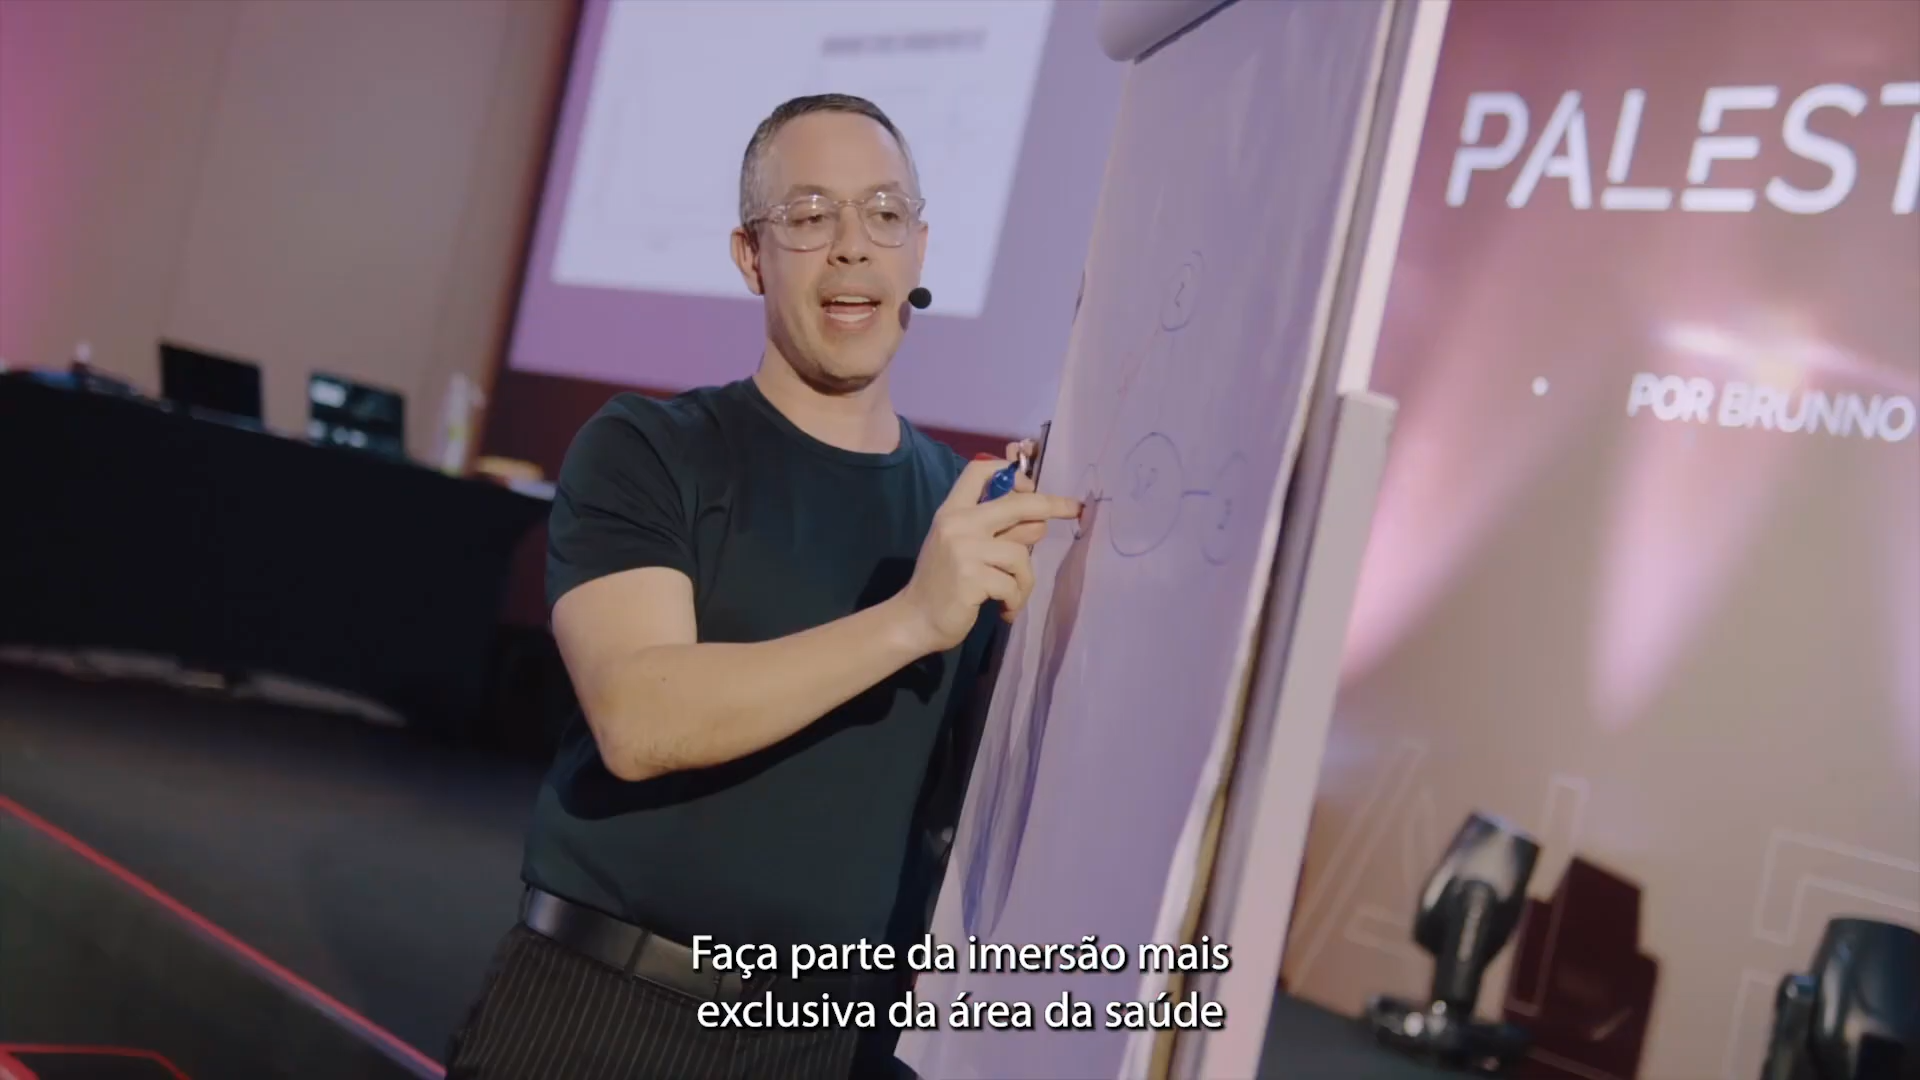 PALEST
POR BRUNNO
Faça parte da imersão mais
exclusiva da área da saúde